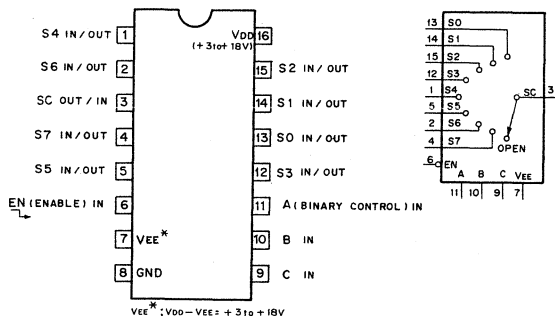 S4 IN/OUT 1
S6 IN/OUT 2
SC OUT/IN 3
S7 IN/OUT 4
S5 IN/OUT 5
EN (ENABLE) IN 6
7 VEE*
8 GND
VDD 16
(+3to+18V)
15 S2 IN/OUT
14 S1 IN/OUT
13 S0 IN/OUT
12 S3 IN/OUT
11 A (BINARY CONTROL) IN
10 B IN
9 C IN
VEE*: VDD-VEE= +3 to +18V
13 S0
14 S1
15 S2
12 S3
1 S4
5 S5
2 S6
4 S7
SC 3
OPEN
6 EN
A B C VEE
11 10 9 7